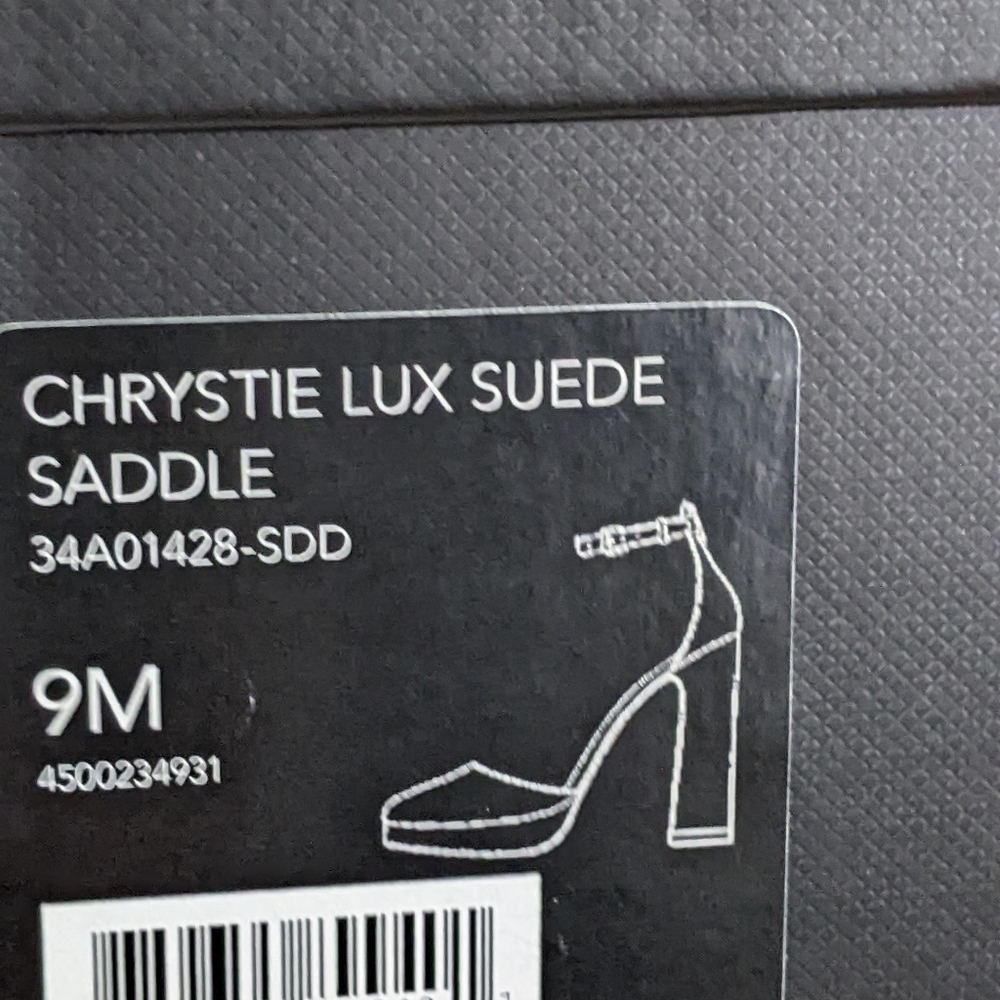 CHRYSTIE LUX SUEDE
SADDLE
34A01428-SDD
9M
4500234931